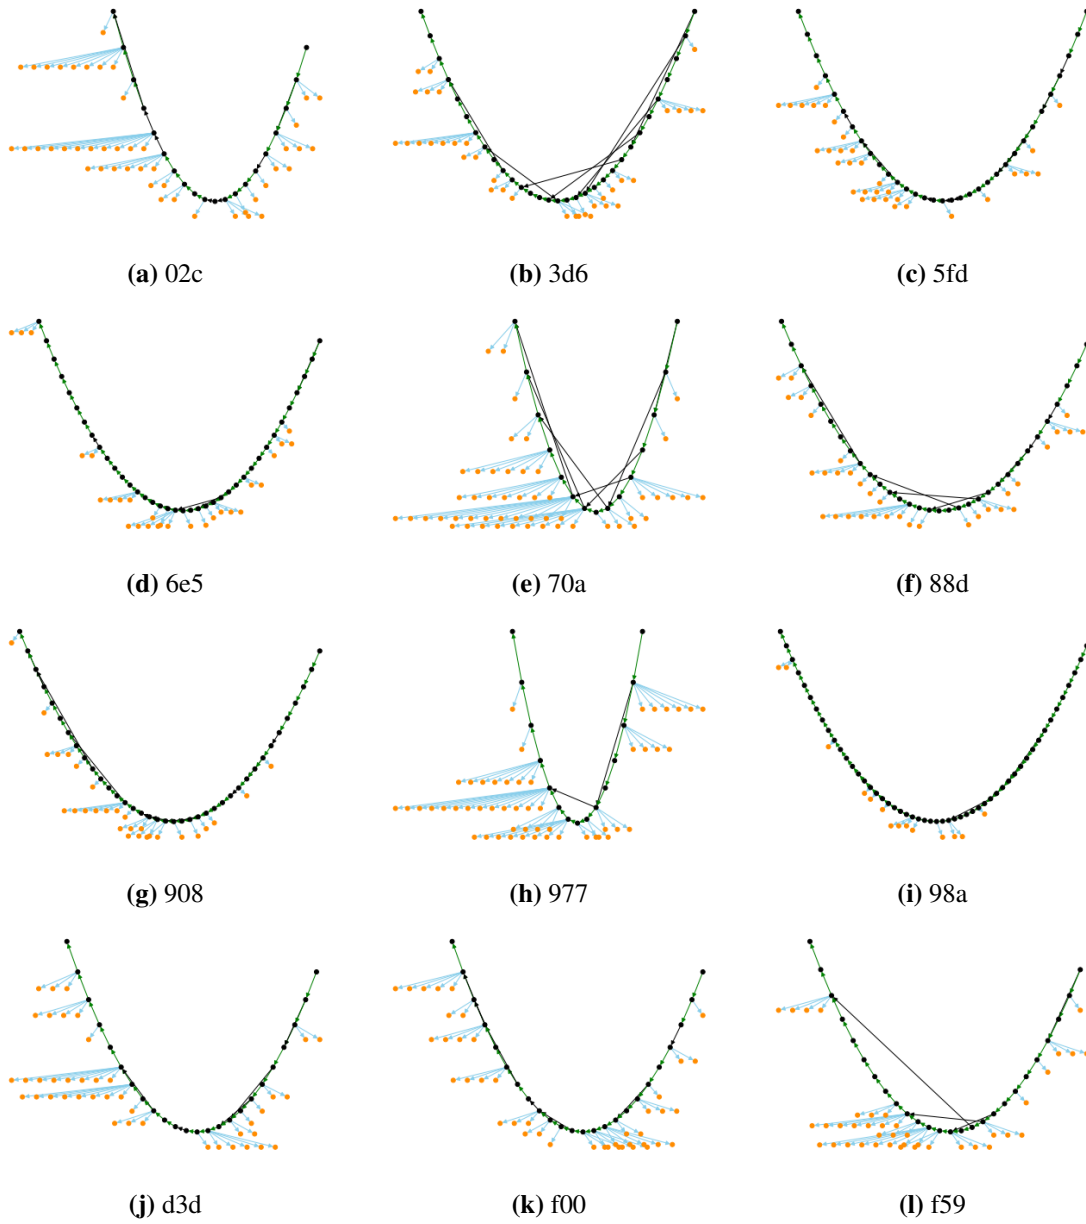 (a) 02c (b) 3d6 (c) 5fd
(d) 6e5 (e) 70a (f) 88d
(g) 908 (h) 977 (i) 98a
(j) d3d (k) f00 (l) f59